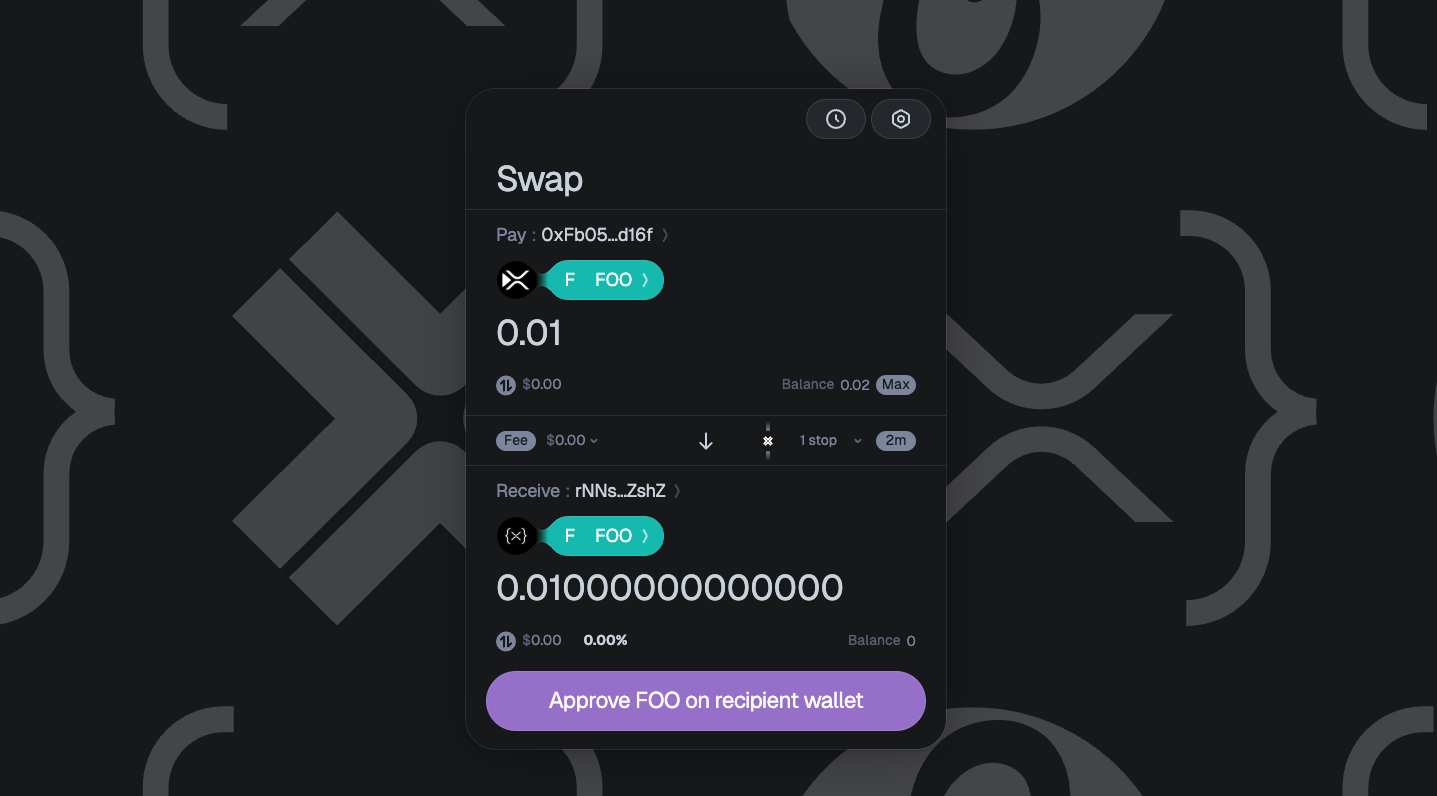 Swap
Pay : 0xFb05...d16f
F FOO
0.01
$0.00 Balance 0.02 Max
Fee $0.00 1 stop 2m
Receive : rNNs...ZshZ
{x} F FOO
0.01000000000000
$0.00 0.00% Balance 0
Approve FOO on recipient wallet